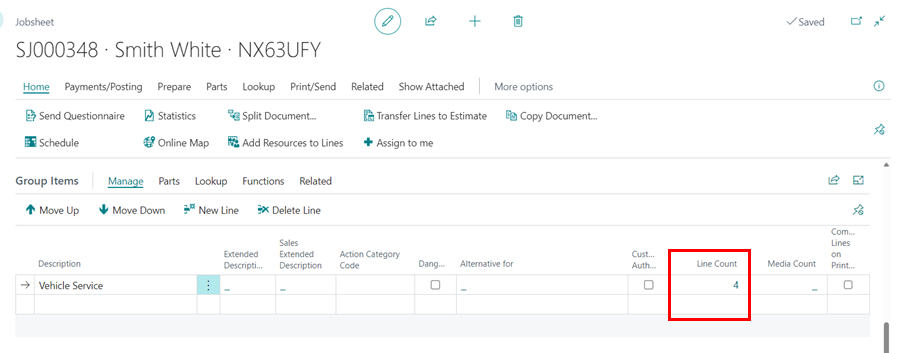 Jobsheet
Saved
SJ000348 · Smith White · NX63UFY
Home Payments/Posting Prepare Parts Lookup Print/Send Related Show Attached More options
Send Questionnaire Statistics Split Document... Transfer Lines to Estimate Copy Document...
Schedule Online Map Add Resources to Lines Assign to me
Group Items Manage Parts Lookup Functions Related
Move Up Move Down New Line Delete Line
Description
Extended Descripti...
Sales Extended Description
Action Category Code
Dang...
Alternative for
Cust... Auth...
Line Count
Media Count
Com... Lines on Print...
Vehicle Service _ _ _ 4 _